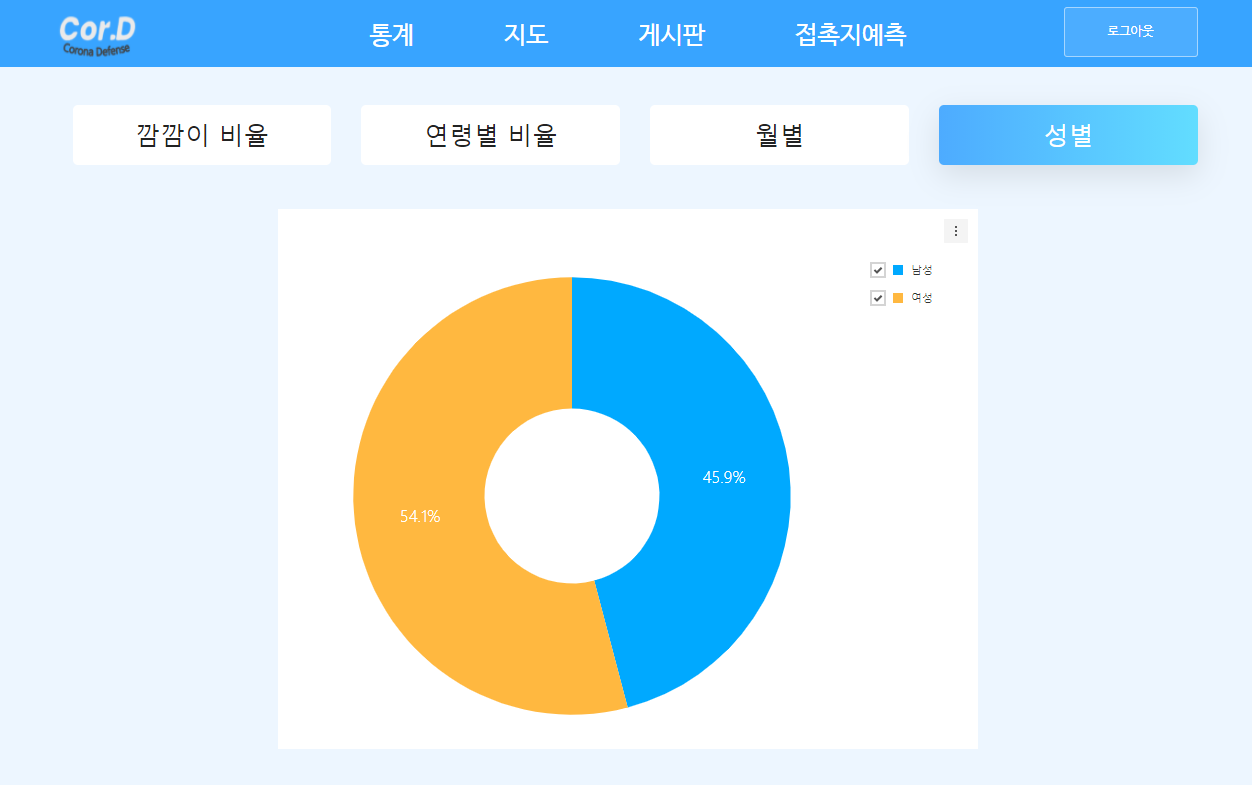 Cor.D
Corona Defense
통계
지도
게시판
접촉지예측
로그아웃
깜깜이 비율
연령별 비율
월별
성별
남성
여성
45.9%
54.1%